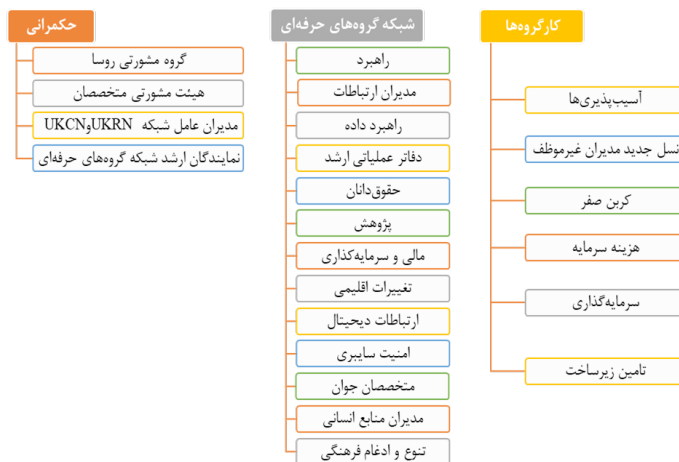 کارگروه‌ها
آسیب‌پذیری‌ها
نسل جدید مدیران غیرموظف
کربن صفر
هزینه سرمایه
سرمایه‌گذاری
تامین زیرساخت
شبکه گروه‌های حرفه‌ای
راهبرد
مدیران ارتباطات
راهبرد داده
دفاتر عملیاتی ارشد
حقوق‌دانان
پژوهش
مالی و سرمایه‌کذاری
تغییرات اقلیمی
ارتباطات دیحیتال
امنیت سایبری
متخصصان جوان
مدیران منابع انسانی
تنوع و ادغام فرهنگی
حکمرانی
گروه مشورتی روسا
هیئت مشورتی متخصصان
مدیران عامل شبکه UKRNوUKCN
نمایندگان ارشد شبکه گروه‌های حرفه‌ای